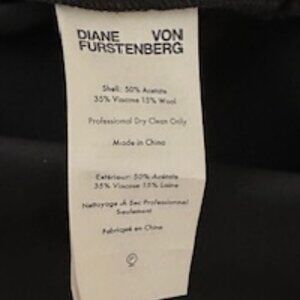 DIANE VON
FURSTENBERG
Shell: 50% Acetate
35% Viscose 15% Wool
Professional Dry Clean Only
Made in China
Extérieur: 50% Acétate
35% Viscose 15% Laine
Nettoyage À Sec Professionnel
Seulement
Fabriqué en Chine
P